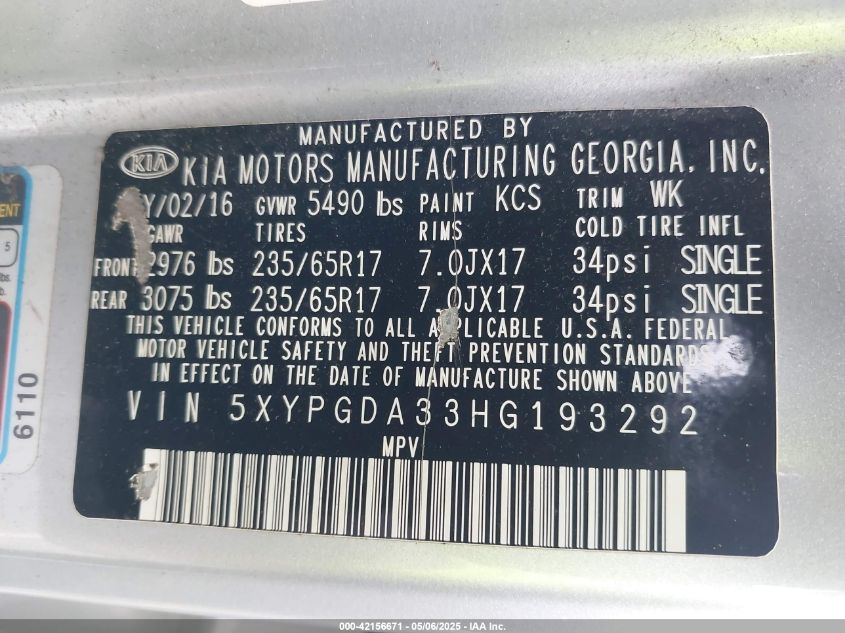 MANUFACTURED BY
KIA KIA MOTORS MANUFACTURING GEORGIA, INC.
Y/02/16 GVWR 5490 lbs PAINT KCS TRIM WK
GAWR TIRES RIMS COLD TIRE INFL
FRONT 2976 lbs 235/65R17 7.0JX17 34psi SINGLE
REAR 3075 lbs 235/65R17 7.0JX17 34psi SINGLE
THIS VEHICLE CONFORMS TO ALL APPLICABLE U.S.A. FEDERAL
MOTOR VEHICLE SAFETY AND THEFT PREVENTION STANDARDS
IN EFFECT ON THE DATE OF MANUFACTURE SHOWN ABOVE
VIN 5XYPGDA33HG193292
MPV
5
6110
000-42156671 - 05/06/2025 - IAA Inc.